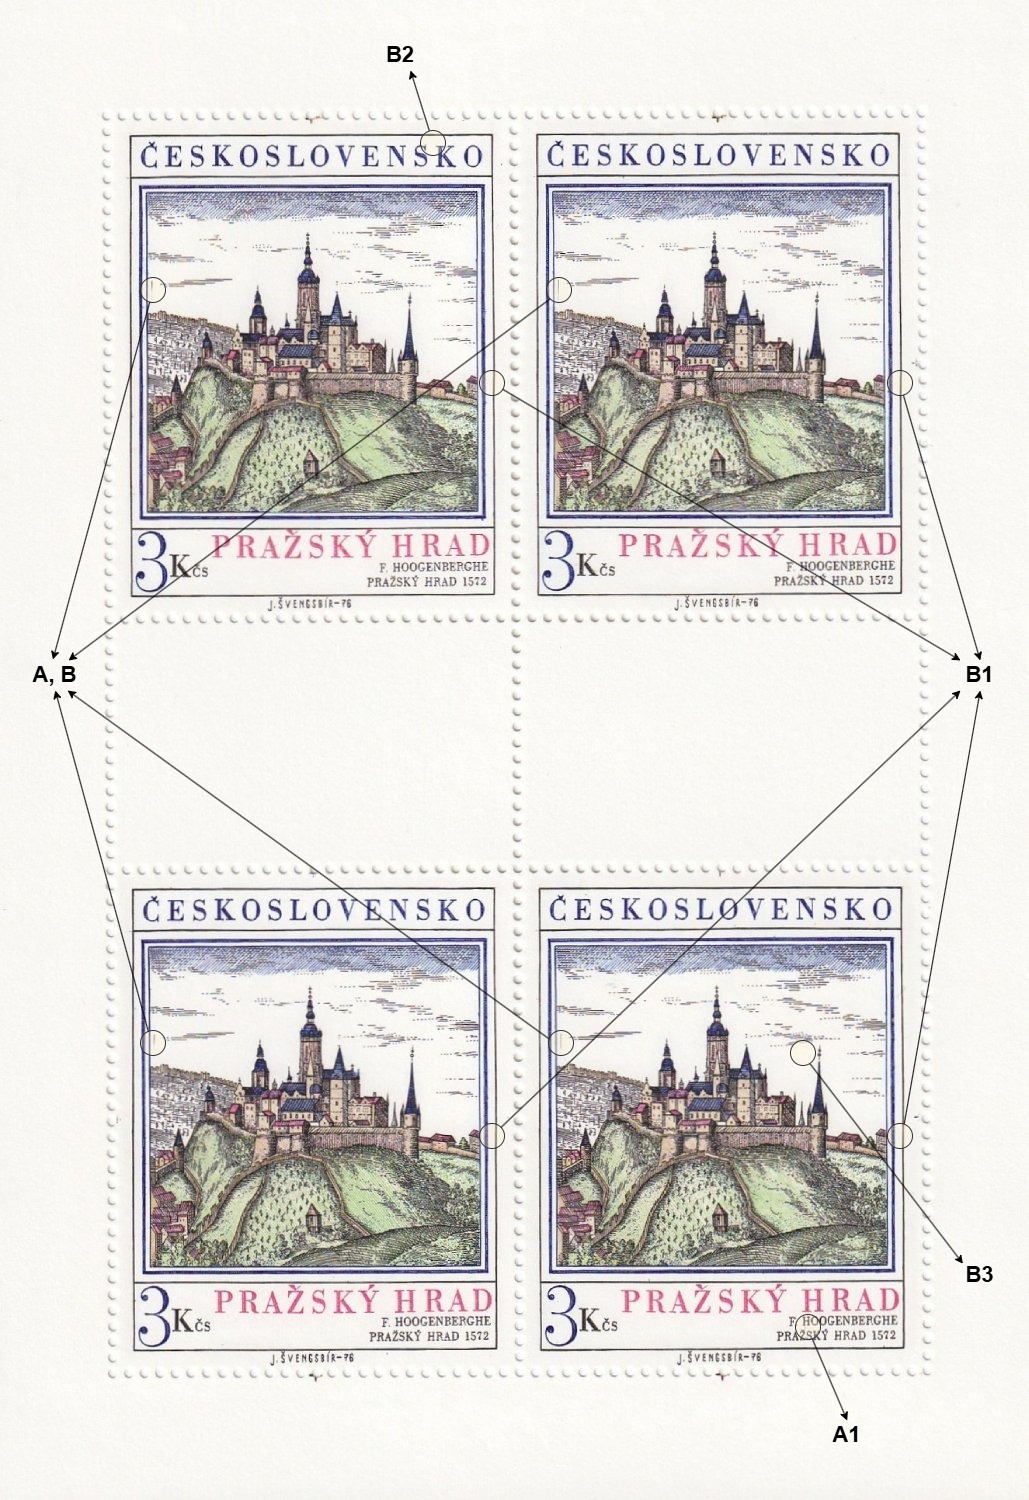 B2
ČESKOSLOVENSKO
ČESKOSLOVENSKO
3Kčs
PRAŽSKÝ HRAD
F. HOOGENBERGHE
PRAŽSKÝ HRAD 1572
J. ŠVENGSBÍR-76
3Kčs
PRAŽSKÝ HRAD
F. HOOGENBERGHE
PRAŽSKÝ HRAD 1572
J. ŠVENGSBÍR-76
A, B
B1
ČESKOSLOVENSKO
ČESKOSLOVENSKO
B3
3Kčs
PRAŽSKÝ HRAD
F. HOOGENBERGHE
PRAŽSKÝ HRAD 1572
J. ŠVENGSBÍR-76
3Kčs
PRAŽSKÝ HRAD
F. HOOGENBERGHE
PRAŽSKÝ HRAD 1572
J. ŠVENGSBÍR-76
A1